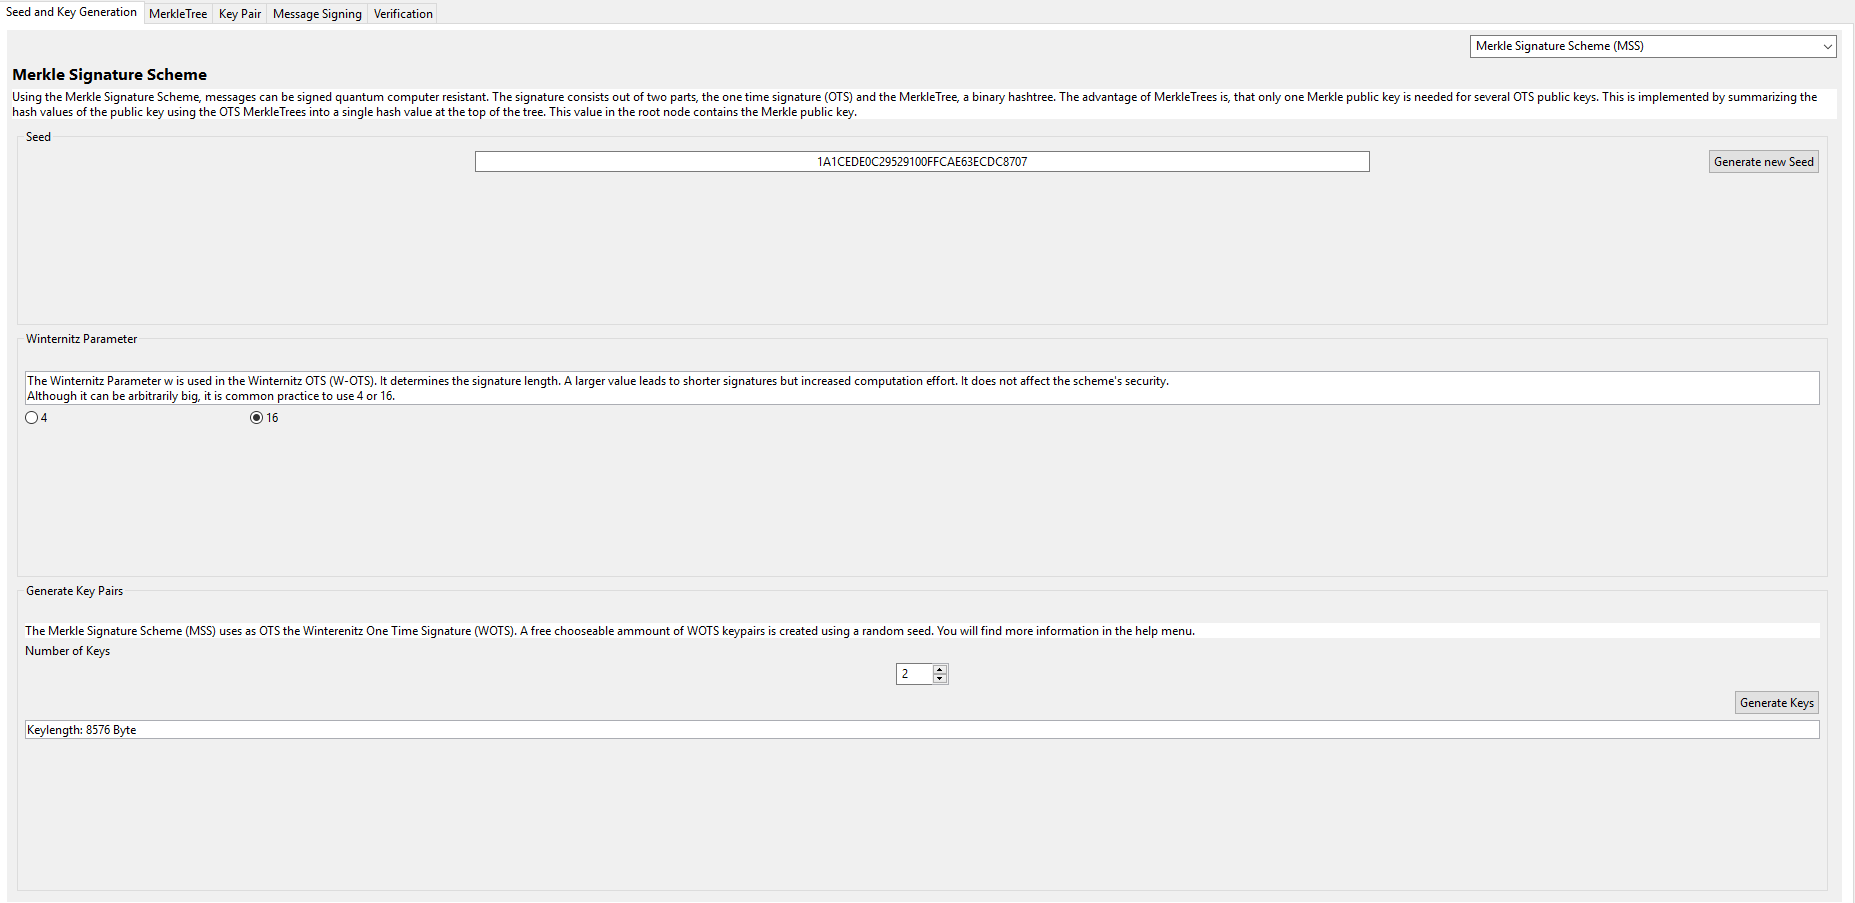 Seed and Key Generation MerkleTree Key Pair Message Signing Verification
Merkle Signature Scheme (MSS)
Merkle Signature Scheme
Using the Merkle Signature Scheme, messages can be signed quantum computer resistant. The signature consists out of two parts, the one time signature (OTS) and the MerkleTree, a binary hashtree. The advantage of MerkleTrees is, that only one Merkle public key is needed for several OTS public keys. This is implemented by summarizing the
hash values of the public key using the OTS MerkleTrees into a single hash value at the top of the tree. This value in the root node contains the Merkle public key.
Seed
1A1CEDE0C29529100FFCAE63ECDC8707 Generate new Seed
Winternitz Parameter
The Winternitz Parameter w is used in the Winternitz OTS (W-OTS). It determines the signature length. A larger value leads to shorter signatures but increased computation effort. It does not affect the scheme's security.
Although it can be arbitrarily big, it is common practice to use 4 or 16.
4 16
Generate Key Pairs
The Merkle Signature Scheme (MSS) uses as OTS the Winterenitz One Time Signature (WOTS). A free chooseable ammount of WOTS keypairs is created using a random seed. You will find more information in the help menu.
Number of Keys
2
Generate Keys
Keylength: 8576 Byte